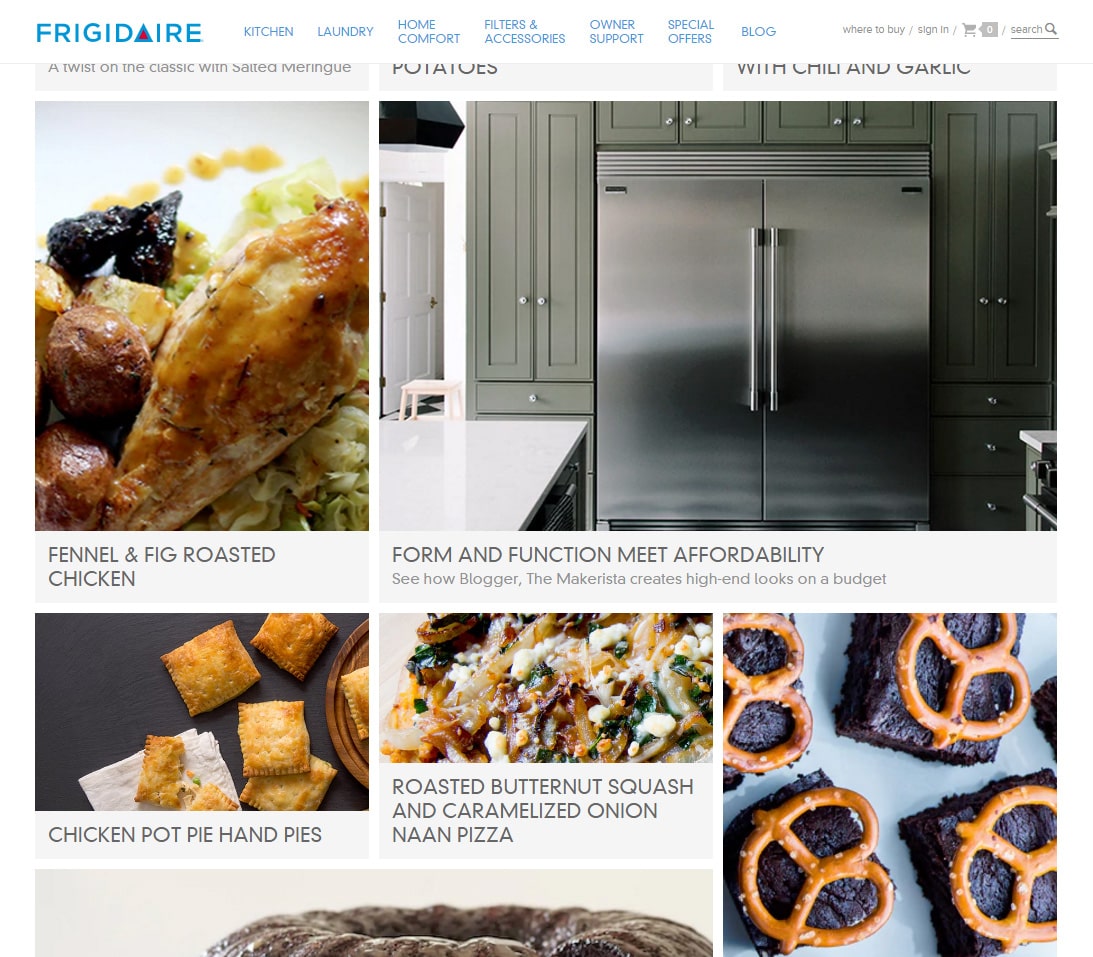 FRIGIDAIRE
KITCHEN
LAUNDRY
HOME
COMFORT
FILTERS &
ACCESSORIES
OWNER
SUPPORT
SPECIAL
OFFERS
BLOG
where to buy / sign in / 0 / search
A twist on the classic with Salted Meringue
POTATOES
WITH CHILI AND GARLIC
FENNEL & FIG ROASTED
CHICKEN
FORM AND FUNCTION MEET AFFORDABILITY
See how Blogger, The Makerista creates high-end looks on a budget
CHICKEN POT PIE HAND PIES
ROASTED BUTTERNUT SQUASH
AND CARAMELIZED ONION
NAAN PIZZA